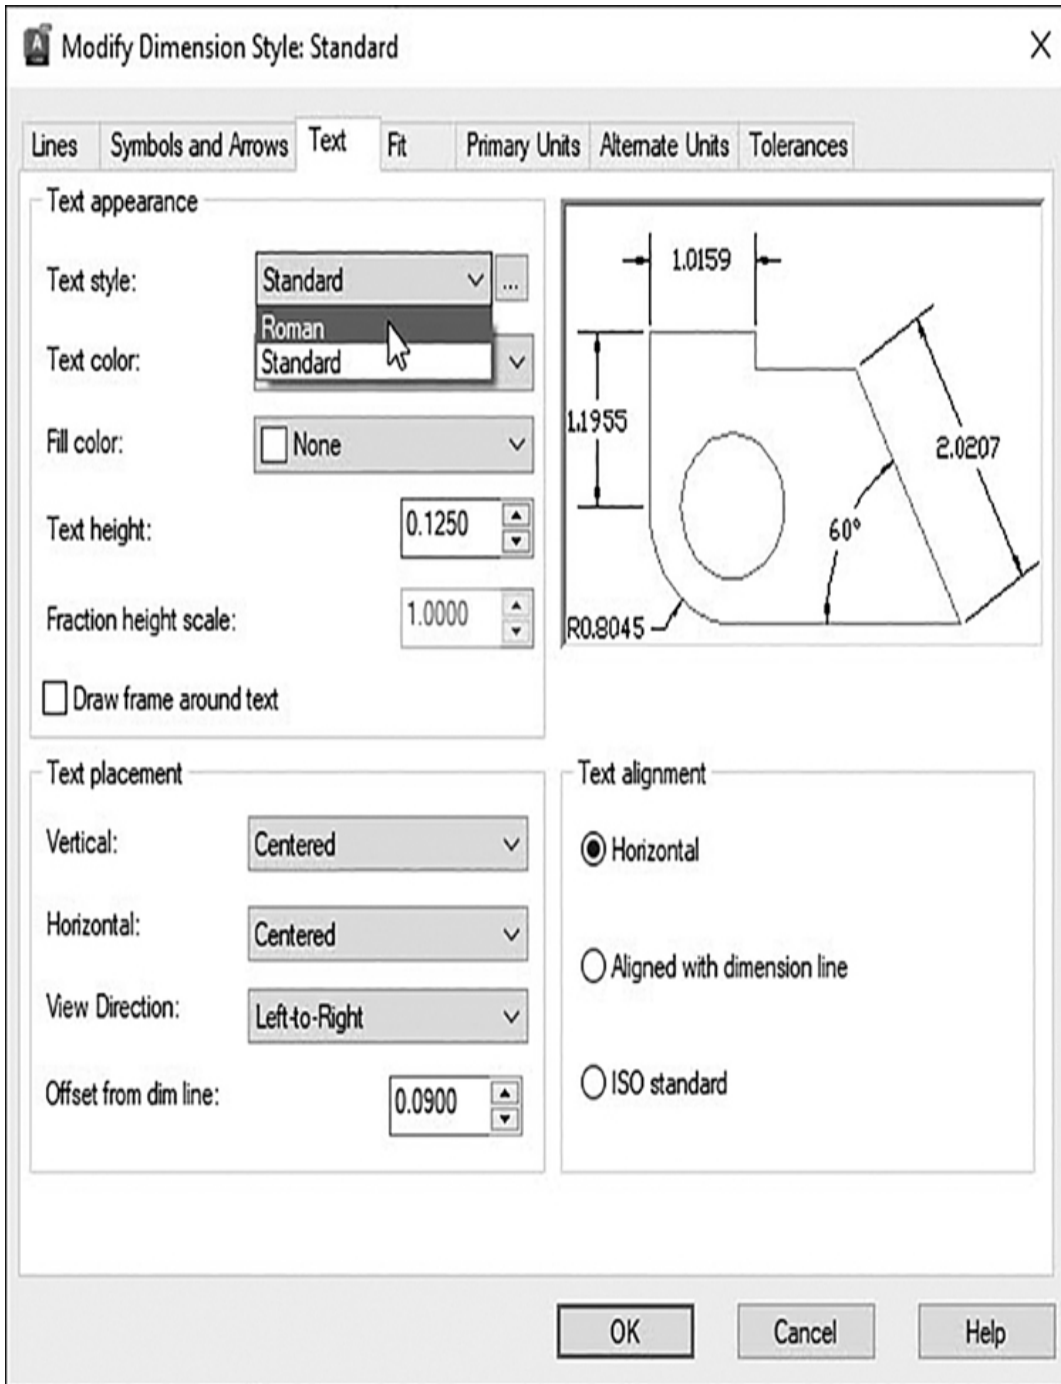 Modify Dimension Style: Standard
Lines Symbols and Arrows Text Fit Primary Units Alternate Units Tolerances
Text appearance
Text style:
Standard
...
Roman
Standard
Text color:
Fill color:
None
Text height:
0.1250
Fraction height scale:
1.0000
Draw frame around text
1.0159
1.1955
2.0207
60°
R0.8045
Text placement
Vertical:
Centered
Horizontal:
Centered
View Direction:
Left-to-Right
Offset from dim line:
0.0900
Text alignment
Horizontal
Aligned with dimension line
ISO standard
OK Cancel Help